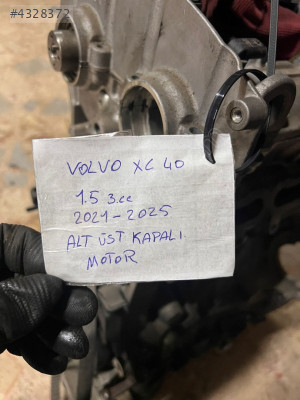 #4328372
VOLVO XC 40
1.5 3.cc
2021-2025
ALT ÜST KAPALI
MOTOR